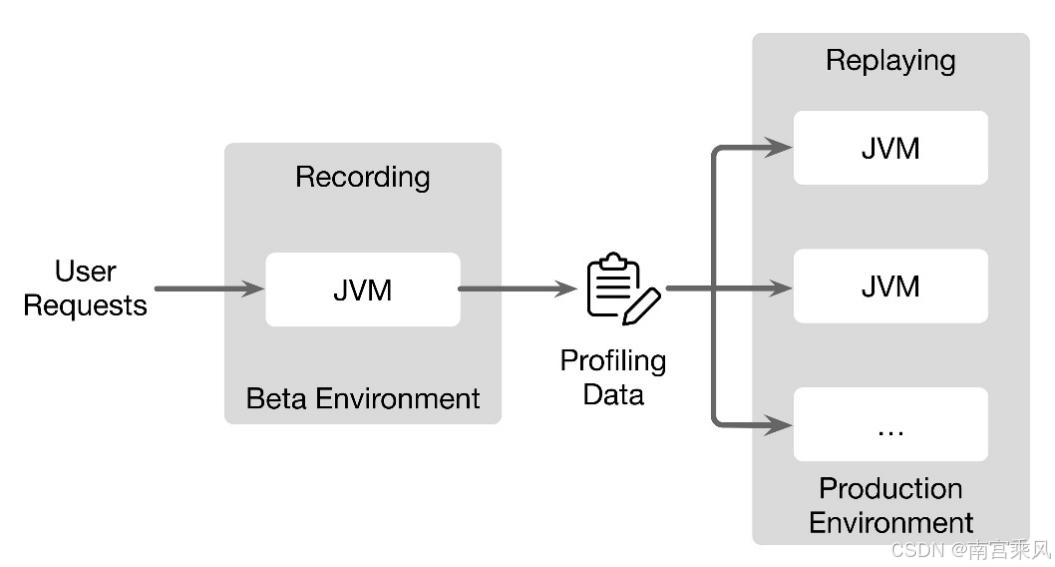 User
Requests
Recording
JVM
Beta Environment
Profiling
Data
Replaying
JVM
JVM
...
Production
Environment
CSDN @南宫乘风